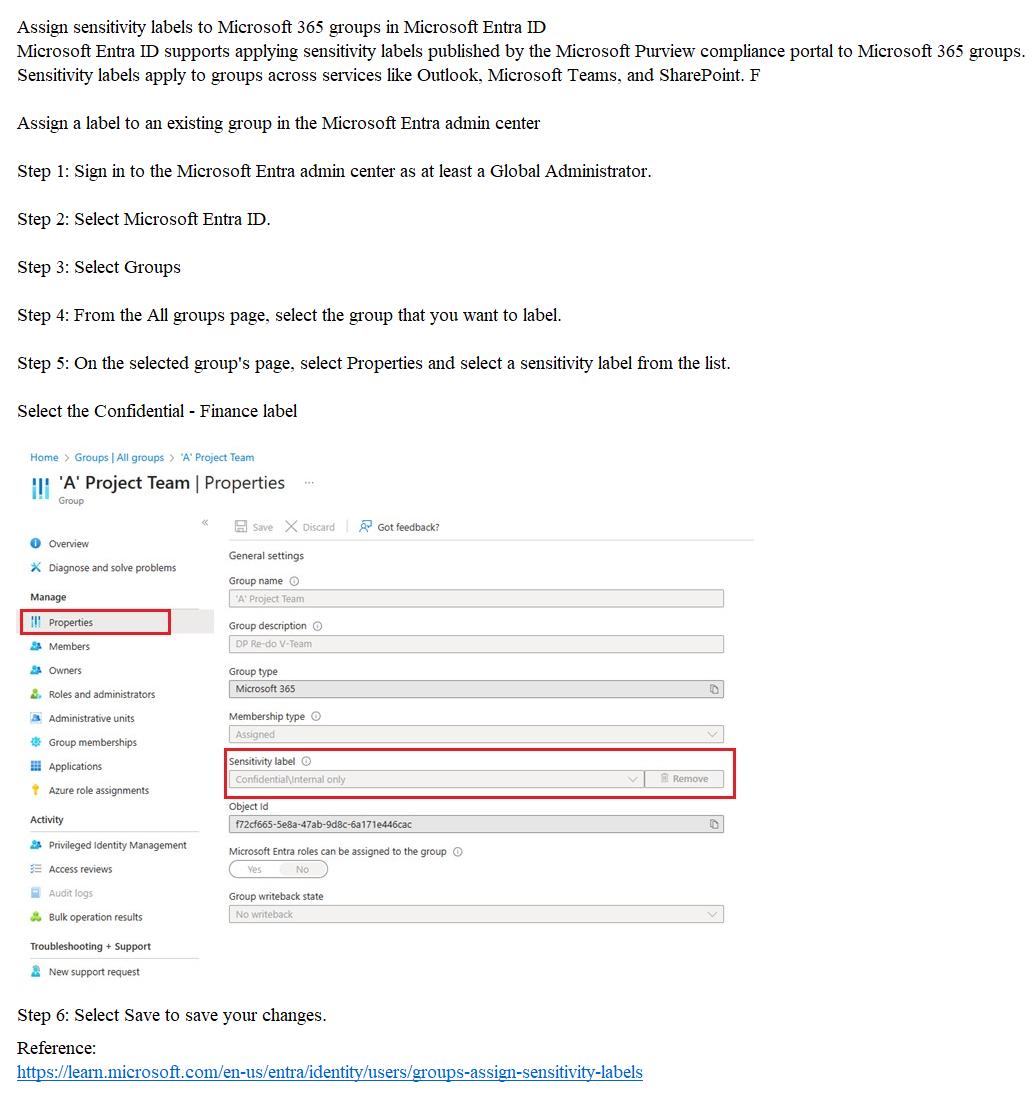 Assign sensitivity labels to Microsoft 365 groups in Microsoft Entra ID
Microsoft Entra ID supports applying sensitivity labels published by the Microsoft Purview compliance portal to Microsoft 365 groups.
Sensitivity labels apply to groups across services like Outlook, Microsoft Teams, and SharePoint. F
Assign a label to an existing group in the Microsoft Entra admin center
Step 1: Sign in to the Microsoft Entra admin center as at least a Global Administrator.
Step 2: Select Microsoft Entra ID.
Step 3: Select Groups
Step 4: From the All groups page, select the group that you want to label.
Step 5: On the selected group's page, select Properties and select a sensitivity label from the list.
Select the Confidential - Finance label
Home > Groups | All groups > 'A' Project Team
'A' Project Team | Properties ...
Group
«
Overview
Diagnose and solve problems
Manage
Properties
Members
Owners
Roles and administrators
Administrative units
Group memberships
Applications
Azure role assignments
Activity
Privileged Identity Management
Access reviews
Audit logs
Bulk operation results
Troubleshooting + Support
New support request
Save Discard | Got feedback?
General settings
Group name
'A' Project Team
Group description
DP Re-do V-Team
Group type
Microsoft 365
Membership type
Assigned
Sensitivity label
Confidential\Internal only Remove
Object Id
f72cf665-5e8a-47ab-9d8c-6a171e446cac
Microsoft Entra roles can be assigned to the group
Yes No
Group writeback state
No writeback
Step 6: Select Save to save your changes.
Reference:
https://learn.microsoft.com/en-us/entra/identity/users/groups-assign-sensitivity-labels